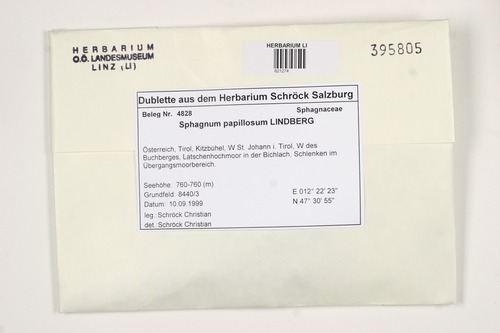 HERBARIUM
O.Ö. LANDESMUSEUM
LINZ (LI)
HERBARIUM LI
621274
395805
Dublette aus dem Herbarium Schröck Salzburg
Beleg Nr. 4828 Sphagnaceae
Sphagnum papillosum LINDBERG
Österreich, Tirol, Kitzbühel, W St. Johann i. Tirol, W des
Buchberges, Latschenhochmoor in der Bichlach, Schlenken im
Übergangsmoorbereich.
Seehöhe: 760-760 (m) E 012° 22' 23"
Grundfeld: 8440/3 N 47° 30' 55"
Datum: 10.09.1999
leg.:Schröck Christian
det.:Schröck Christian